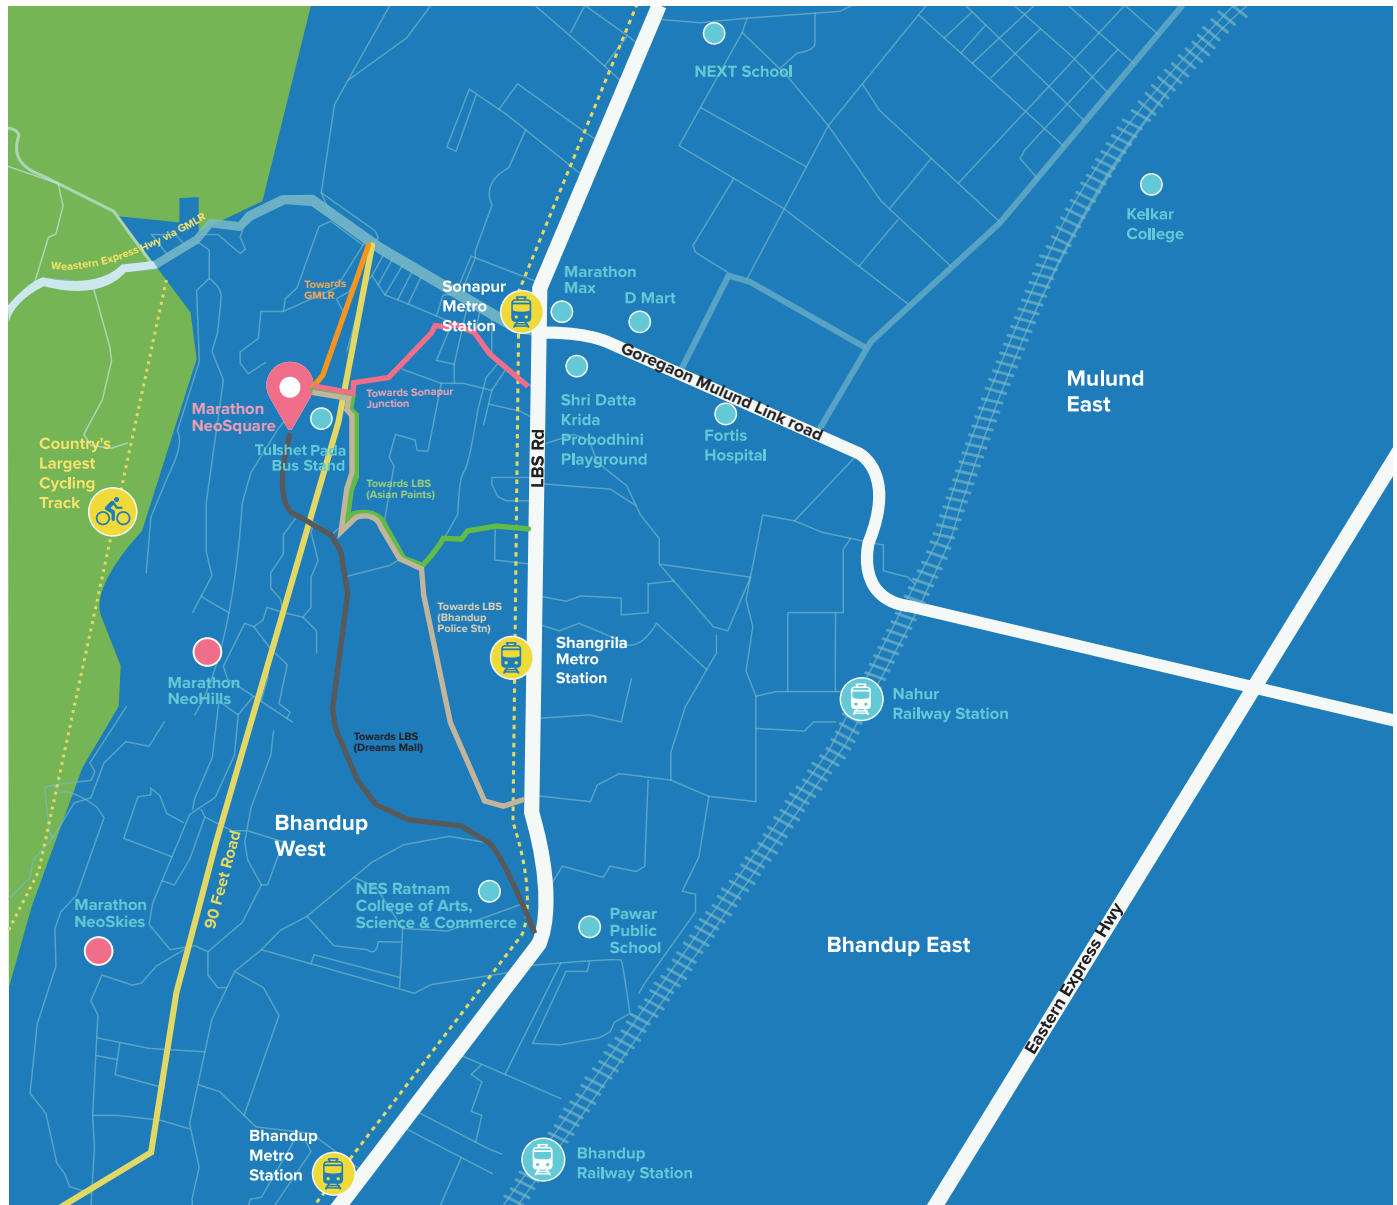 NEXT School
Kelkar
College
Weastern Express Hwy via GMLR
Towards
GMLR
Sonapur
Metro
Station
Marathon
Max
D Mart
Goregaon Mulund Link road
Mulund
East
Marathon
NeoSquare
Towards Sonapur
Junction
Shri Datta
Krida
Probodhini
Playground
Fortis
Hospital
Tulshet Pada
Bus Stand
LBS Rd
Country's
Largest
Cycling
Track
Towards LBS
(Asian Paints)
Towards LBS
(Bhandup
Police Stn)
Shangrila
Metro
Station
Marathon
NeoHills
Nahur
Railway Station
Towards LBS
(Dreams Mall)
Bhandup
West
90 Feet Road
NES Ratnam
College of Arts,
Science & Commerce
Marathon
NeoSkies
Pawar
Public
School
Bhandup East
Eastern Express Hwy
Bhandup
Metro
Station
Bhandup
Railway Station